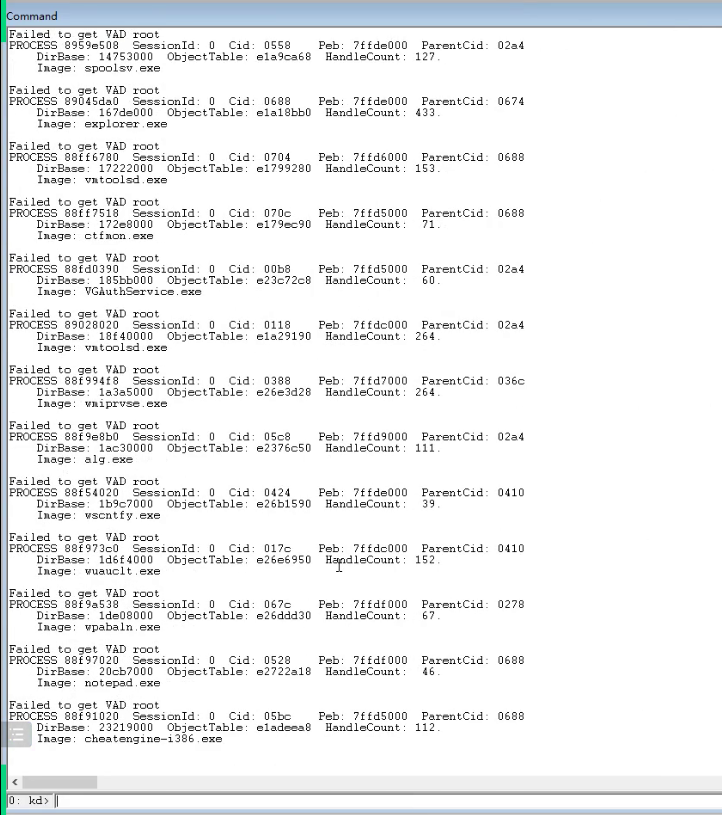 Command
Failed to get VAD root
PROCESS 8959e508  SessionId: 0  Cid: 0558    Peb: 7ffde000  ParentCid: 02a4
    DirBase: 14753000  ObjectTable: e1a9ca68  HandleCount: 127.
    Image: spoolsv.exe
Failed to get VAD root
PROCESS 89045da0  SessionId: 0  Cid: 0688    Peb: 7ffde000  ParentCid: 0674
    DirBase: 167de000  ObjectTable: e1a18bb0  HandleCount: 433.
    Image: explorer.exe
Failed to get VAD root
PROCESS 88ff6780  SessionId: 0  Cid: 0704    Peb: 7ffd6000  ParentCid: 0688
    DirBase: 17222000  ObjectTable: e1799280  HandleCount: 153.
    Image: vmtoolsd.exe
Failed to get VAD root
PROCESS 88ff7518  SessionId: 0  Cid: 070c    Peb: 7ffd5000  ParentCid: 0688
    DirBase: 172e8000  ObjectTable: e179ec90  HandleCount:  71.
    Image: ctfmon.exe
Failed to get VAD root
PROCESS 88fd0390  SessionId: 0  Cid: 00b8    Peb: 7ffd5000  ParentCid: 02a4
    DirBase: 185bb000  ObjectTable: e23c72c8  HandleCount:  60.
    Image: VGAuthService.exe
Failed to get VAD root
PROCESS 89028020  SessionId: 0  Cid: 0118    Peb: 7ffdc000  ParentCid: 02a4
    DirBase: 18f40000  ObjectTable: e1a29190  HandleCount: 264.
    Image: vmtoolsd.exe
Failed to get VAD root
PROCESS 88f994f8  SessionId: 0  Cid: 0388    Peb: 7ffd7000  ParentCid: 036c
    DirBase: 1a3a5000  ObjectTable: e26e3d28  HandleCount: 264.
    Image: wmiprvse.exe
Failed to get VAD root
PROCESS 88f9e8b0  SessionId: 0  Cid: 05c8    Peb: 7ffd9000  ParentCid: 02a4
    DirBase: 1ac30000  ObjectTable: e2376c50  HandleCount: 111.
    Image: alg.exe
Failed to get VAD root
PROCESS 88f54020  SessionId: 0  Cid: 0424    Peb: 7ffde000  ParentCid: 0410
    DirBase: 1b9c7000  ObjectTable: e26b1590  HandleCount:  39.
    Image: wscntfy.exe
Failed to get VAD root
PROCESS 88f973c0  SessionId: 0  Cid: 017c    Peb: 7ffdc000  ParentCid: 0410
    DirBase: 1d6f4000  ObjectTable: e26e6950  HandleCount: 152.
    Image: wuauclt.exe
Failed to get VAD root
PROCESS 88f9a538  SessionId: 0  Cid: 067c    Peb: 7ffdf000  ParentCid: 0278
    DirBase: 1de08000  ObjectTable: e26ddd30  HandleCount:  67.
    Image: wpabaln.exe
Failed to get VAD root
PROCESS 88f97020  SessionId: 0  Cid: 0528    Peb: 7ffdf000  ParentCid: 0688
    DirBase: 20cb7000  ObjectTable: e2722a18  HandleCount:  46.
    Image: notepad.exe
Failed to get VAD root
PROCESS 88f91020  SessionId: 0  Cid: 05bc    Peb: 7ffd5000  ParentCid: 0688
    DirBase: 23219000  ObjectTable: e1adeea8  HandleCount: 112.
    Image: cheatengine-i386.exe
0: kd>